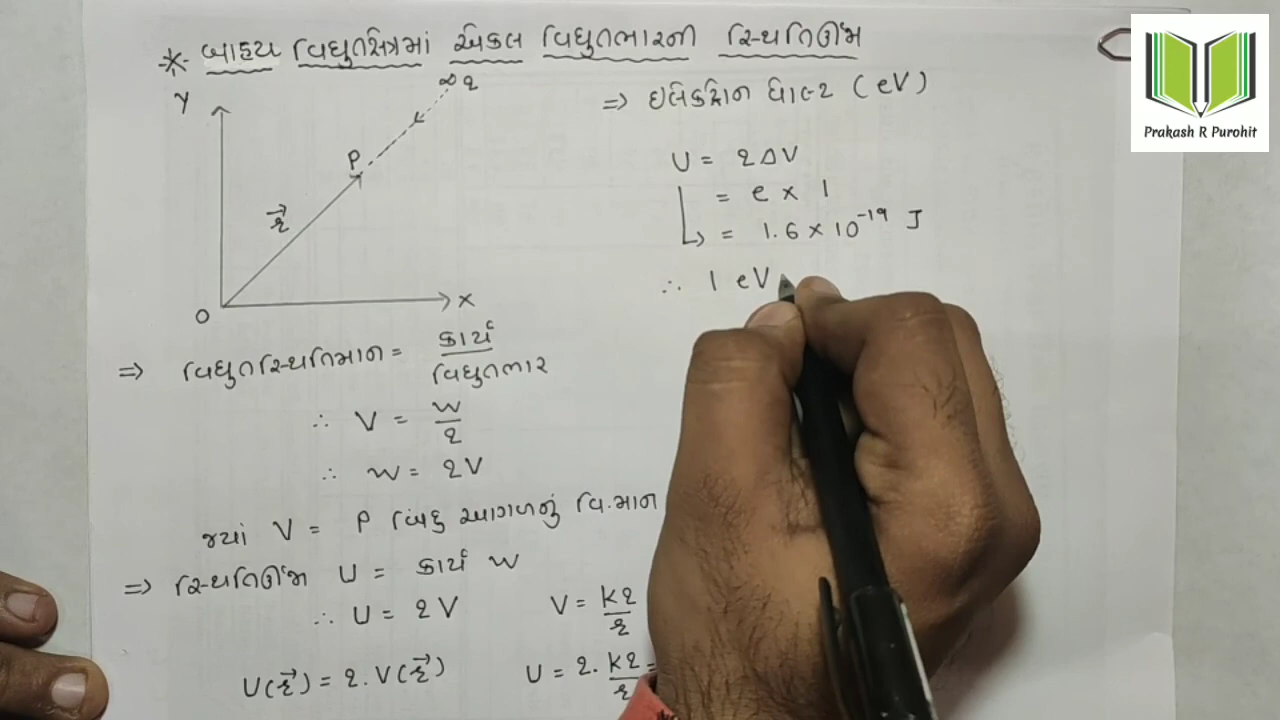 * બાહ્ય વિદ્યુતક્ષેત્રમાં એકલ વિદ્યુતભારની સ્થિતિઊર્જા
Y
∞ q
P
r⃗
O
X
⇒ વિદ્યુતસ્થિતિમાન = કાર્ય / વિદ્યુતભાર
∴ V = W / q
∴ W = qV
જ્યાં V = P બિંદુ આગળનું વિ.માન
⇒ સ્થિતિઊર્જા U = કાર્ય W
∴ U = qV
V = kq / r
U(r⃗) = q.V(r⃗)
U = q. kq / r =
⇒ ઇલેક્ટ્રોન વોલ્ટ (eV)
U = qΔV
= e × 1
= 1.6 × 10⁻¹⁹ J
∴ 1 eV
Prakash R Purohit